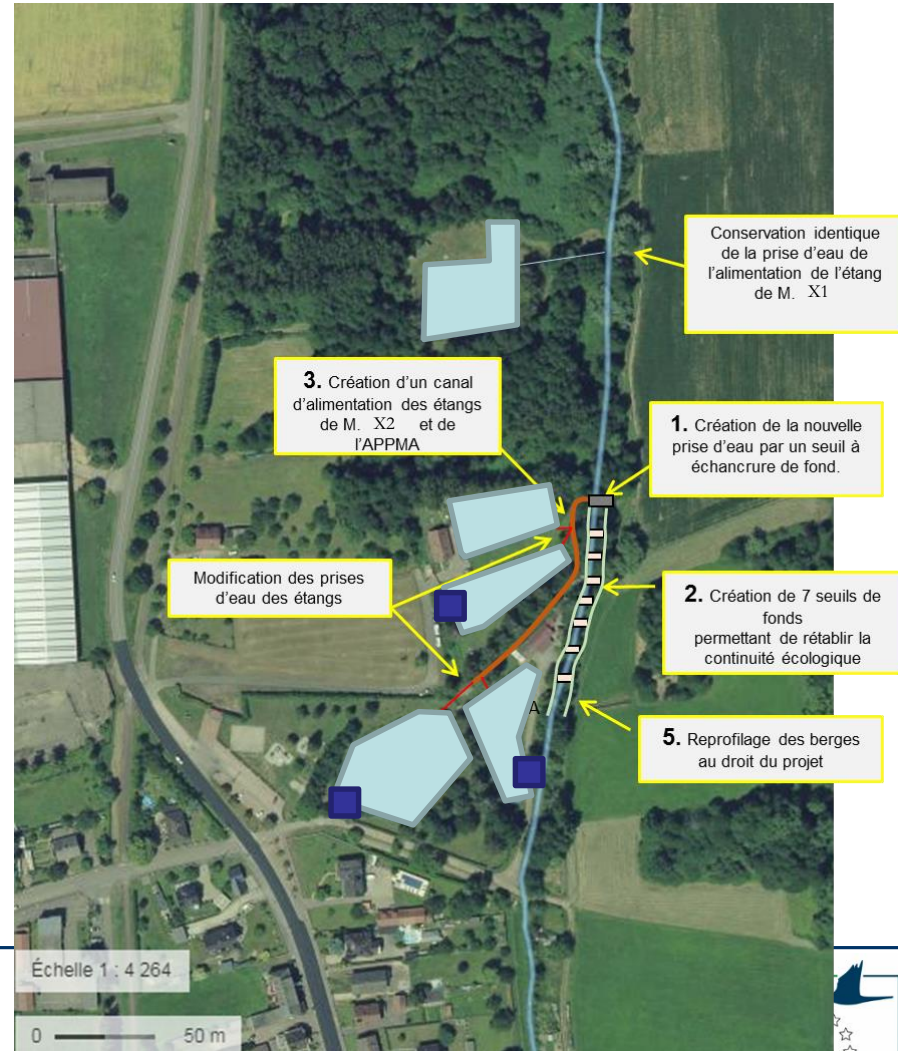 Conservation identique
de la prise d'eau de
l'alimentation de l'étang
de M. X1
3. Création d'un canal
d'alimentation des étangs
de M. X2 et de
l'APPMA
1. Création de la nouvelle
prise d'eau par un seuil à
échancrure de fond.
Modification des prises
d'eau des étangs
2. Création de 7 seuils de
fonds
permettant de rétablir la
continuité écologique
A
5. Reprofilage des berges
au droit du projet
Échelle 1 : 4 264
0 50 m